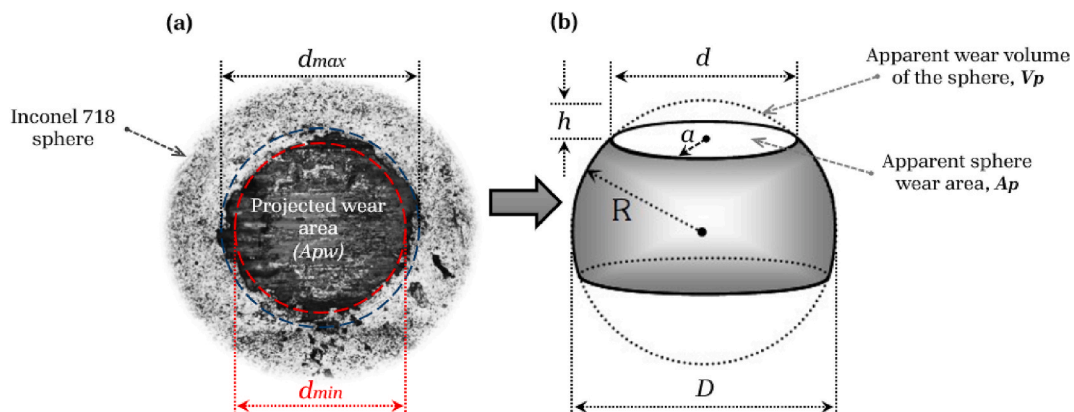 (a)
(b)
dmax
d
Apparent wear volume
of the sphere, Vp
Inconel 718
sphere
h
a
Apparent sphere
wear area, Ap
Projected wear
area
(Apw)
R
dmin
D